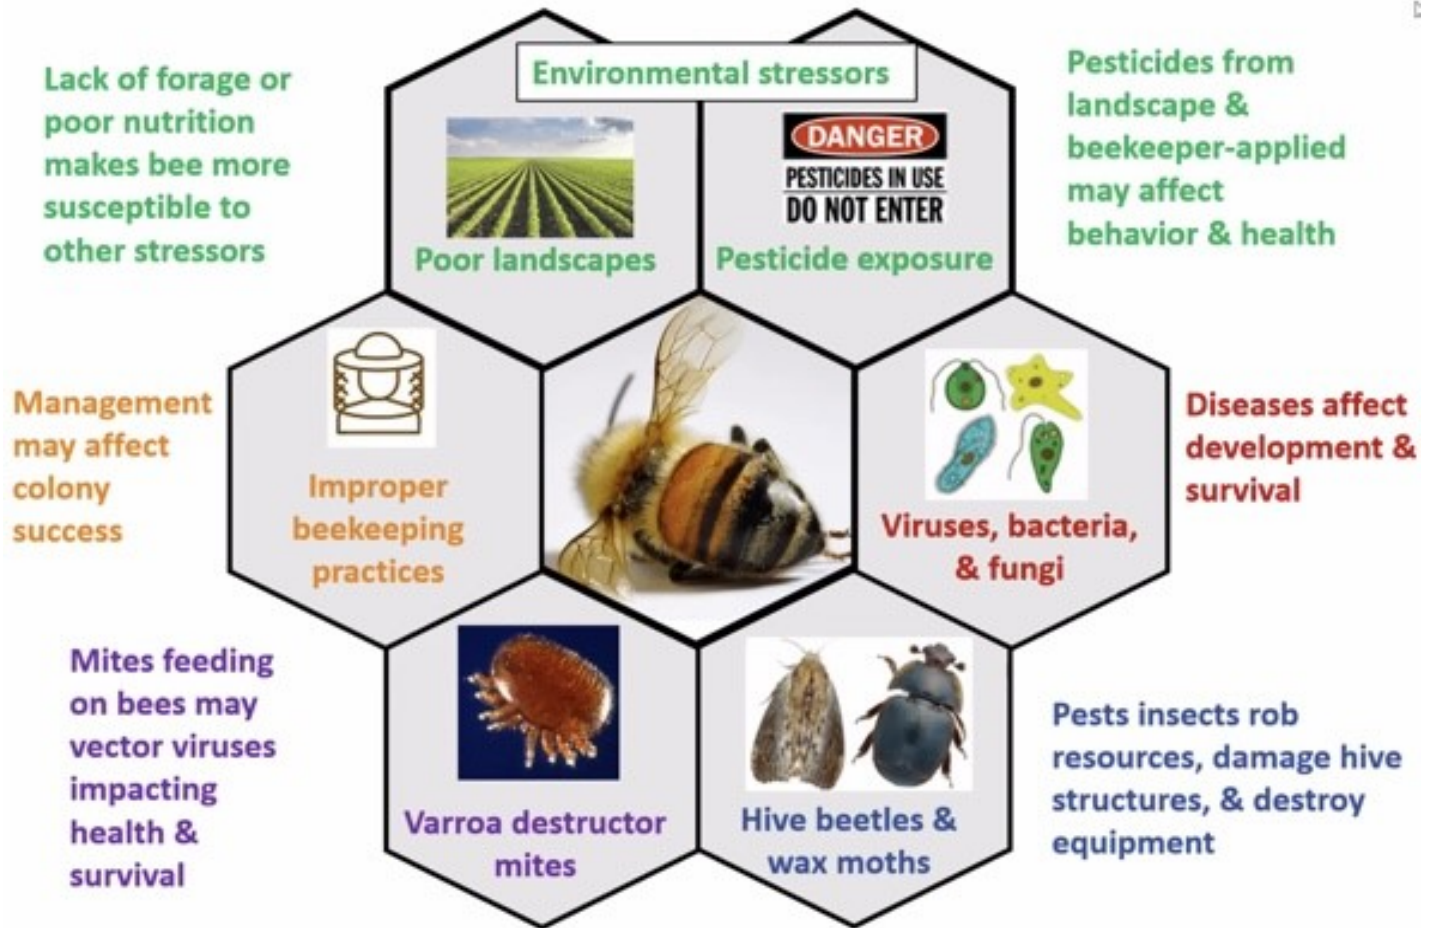 Environmental stressors
Lack of forage or
poor nutrition
makes bee more
susceptible to
other stressors
Poor landscapes
DANGER
PESTICIDES IN USE
DO NOT ENTER
Pesticide exposure
Pesticides from
landscape &
beekeeper-applied
may affect
behavior & health
Management
may affect
colony
success
Improper
beekeeping
practices
Viruses, bacteria,
& fungi
Diseases affect
development &
survival
Mites feeding
on bees may
vector viruses
impacting
health &
survival
Varroa destructor
mites
Hive beetles &
wax moths
Pests insects rob
resources, damage hive
structures, & destroy
equipment